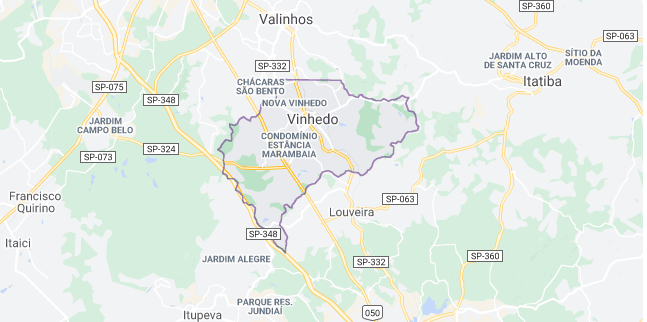 SP-360
Valinhos
SP-063
JARDIM ALTO
DE SANTA CRUZ
SÍTIO DA
MOENDA
SP-332
Itatiba
CHÁCARAS
SÃO BENTO
SP-075
SP-348
NOVA VINHEDO
Vinhedo
JARDIM
CAMPO BELO
CONDOMÍNIO
ESTÂNCIA
MARAMBAIA
SP-324
SP-073
Francisco
Quirino
SP-063
Louveira
SP-348
Itaici
JARDIM ALEGRE
SP-332
SP-360
PARQUE RES.
JUNDIAÍ
Itupeva
050